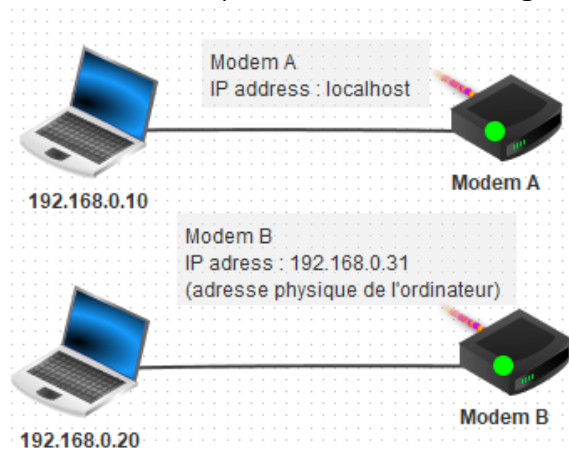 Modem A
IP address : localhost
Modem A
192.168.0.10
Modem B
IP adress : 192.168.0.31
(adresse physique de l'ordinateur)
Modem B
192.168.0.20